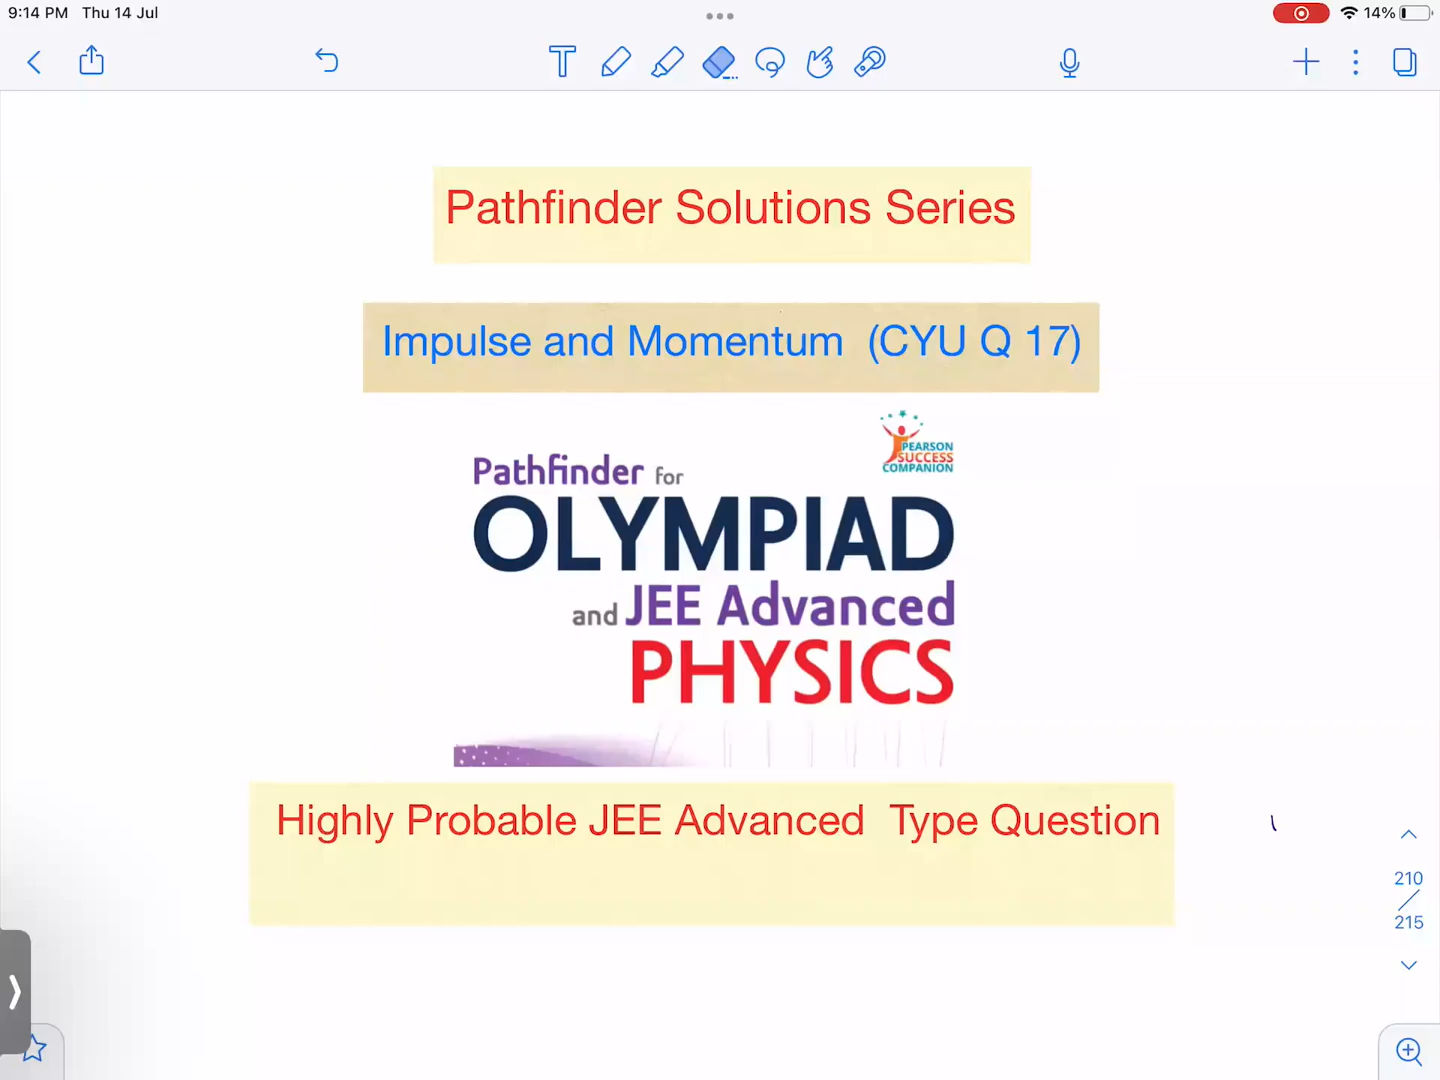 9:14 PM Thu 14 Jul
14%
Pathfinder Solutions Series
Impulse and Momentum (CYU Q 17)
PEARSON
SUCCESS
COMPANION
Pathfinder for
OLYMPIAD
and JEE Advanced
PHYSICS
Highly Probable JEE Advanced Type Question
210
215